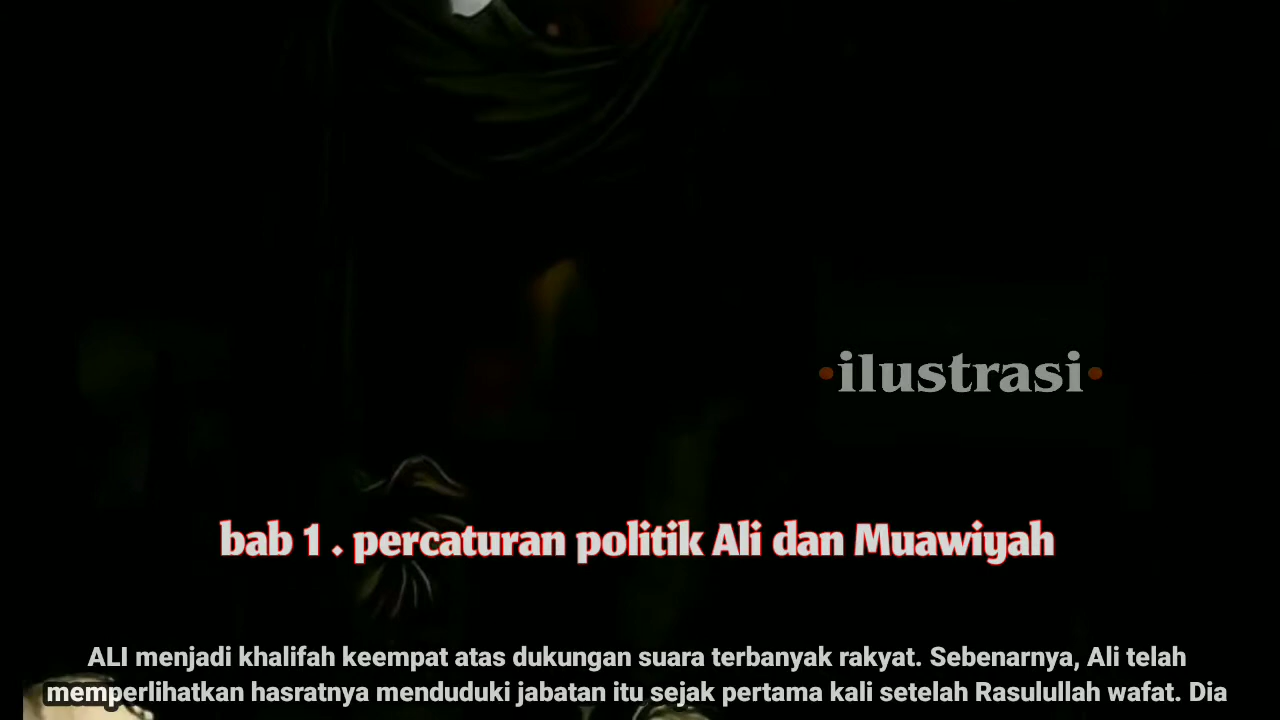 •ilustrasi•
bab 1 . percaturan politik Ali dan Muawiyah
ALI menjadi khalifah keempat atas dukungan suara terbanyak rakyat. Sebenarnya, Ali telah
memperlihatkan hasratnya menduduki jabatan itu sejak pertama kali setelah Rasulullah wafat. Dia